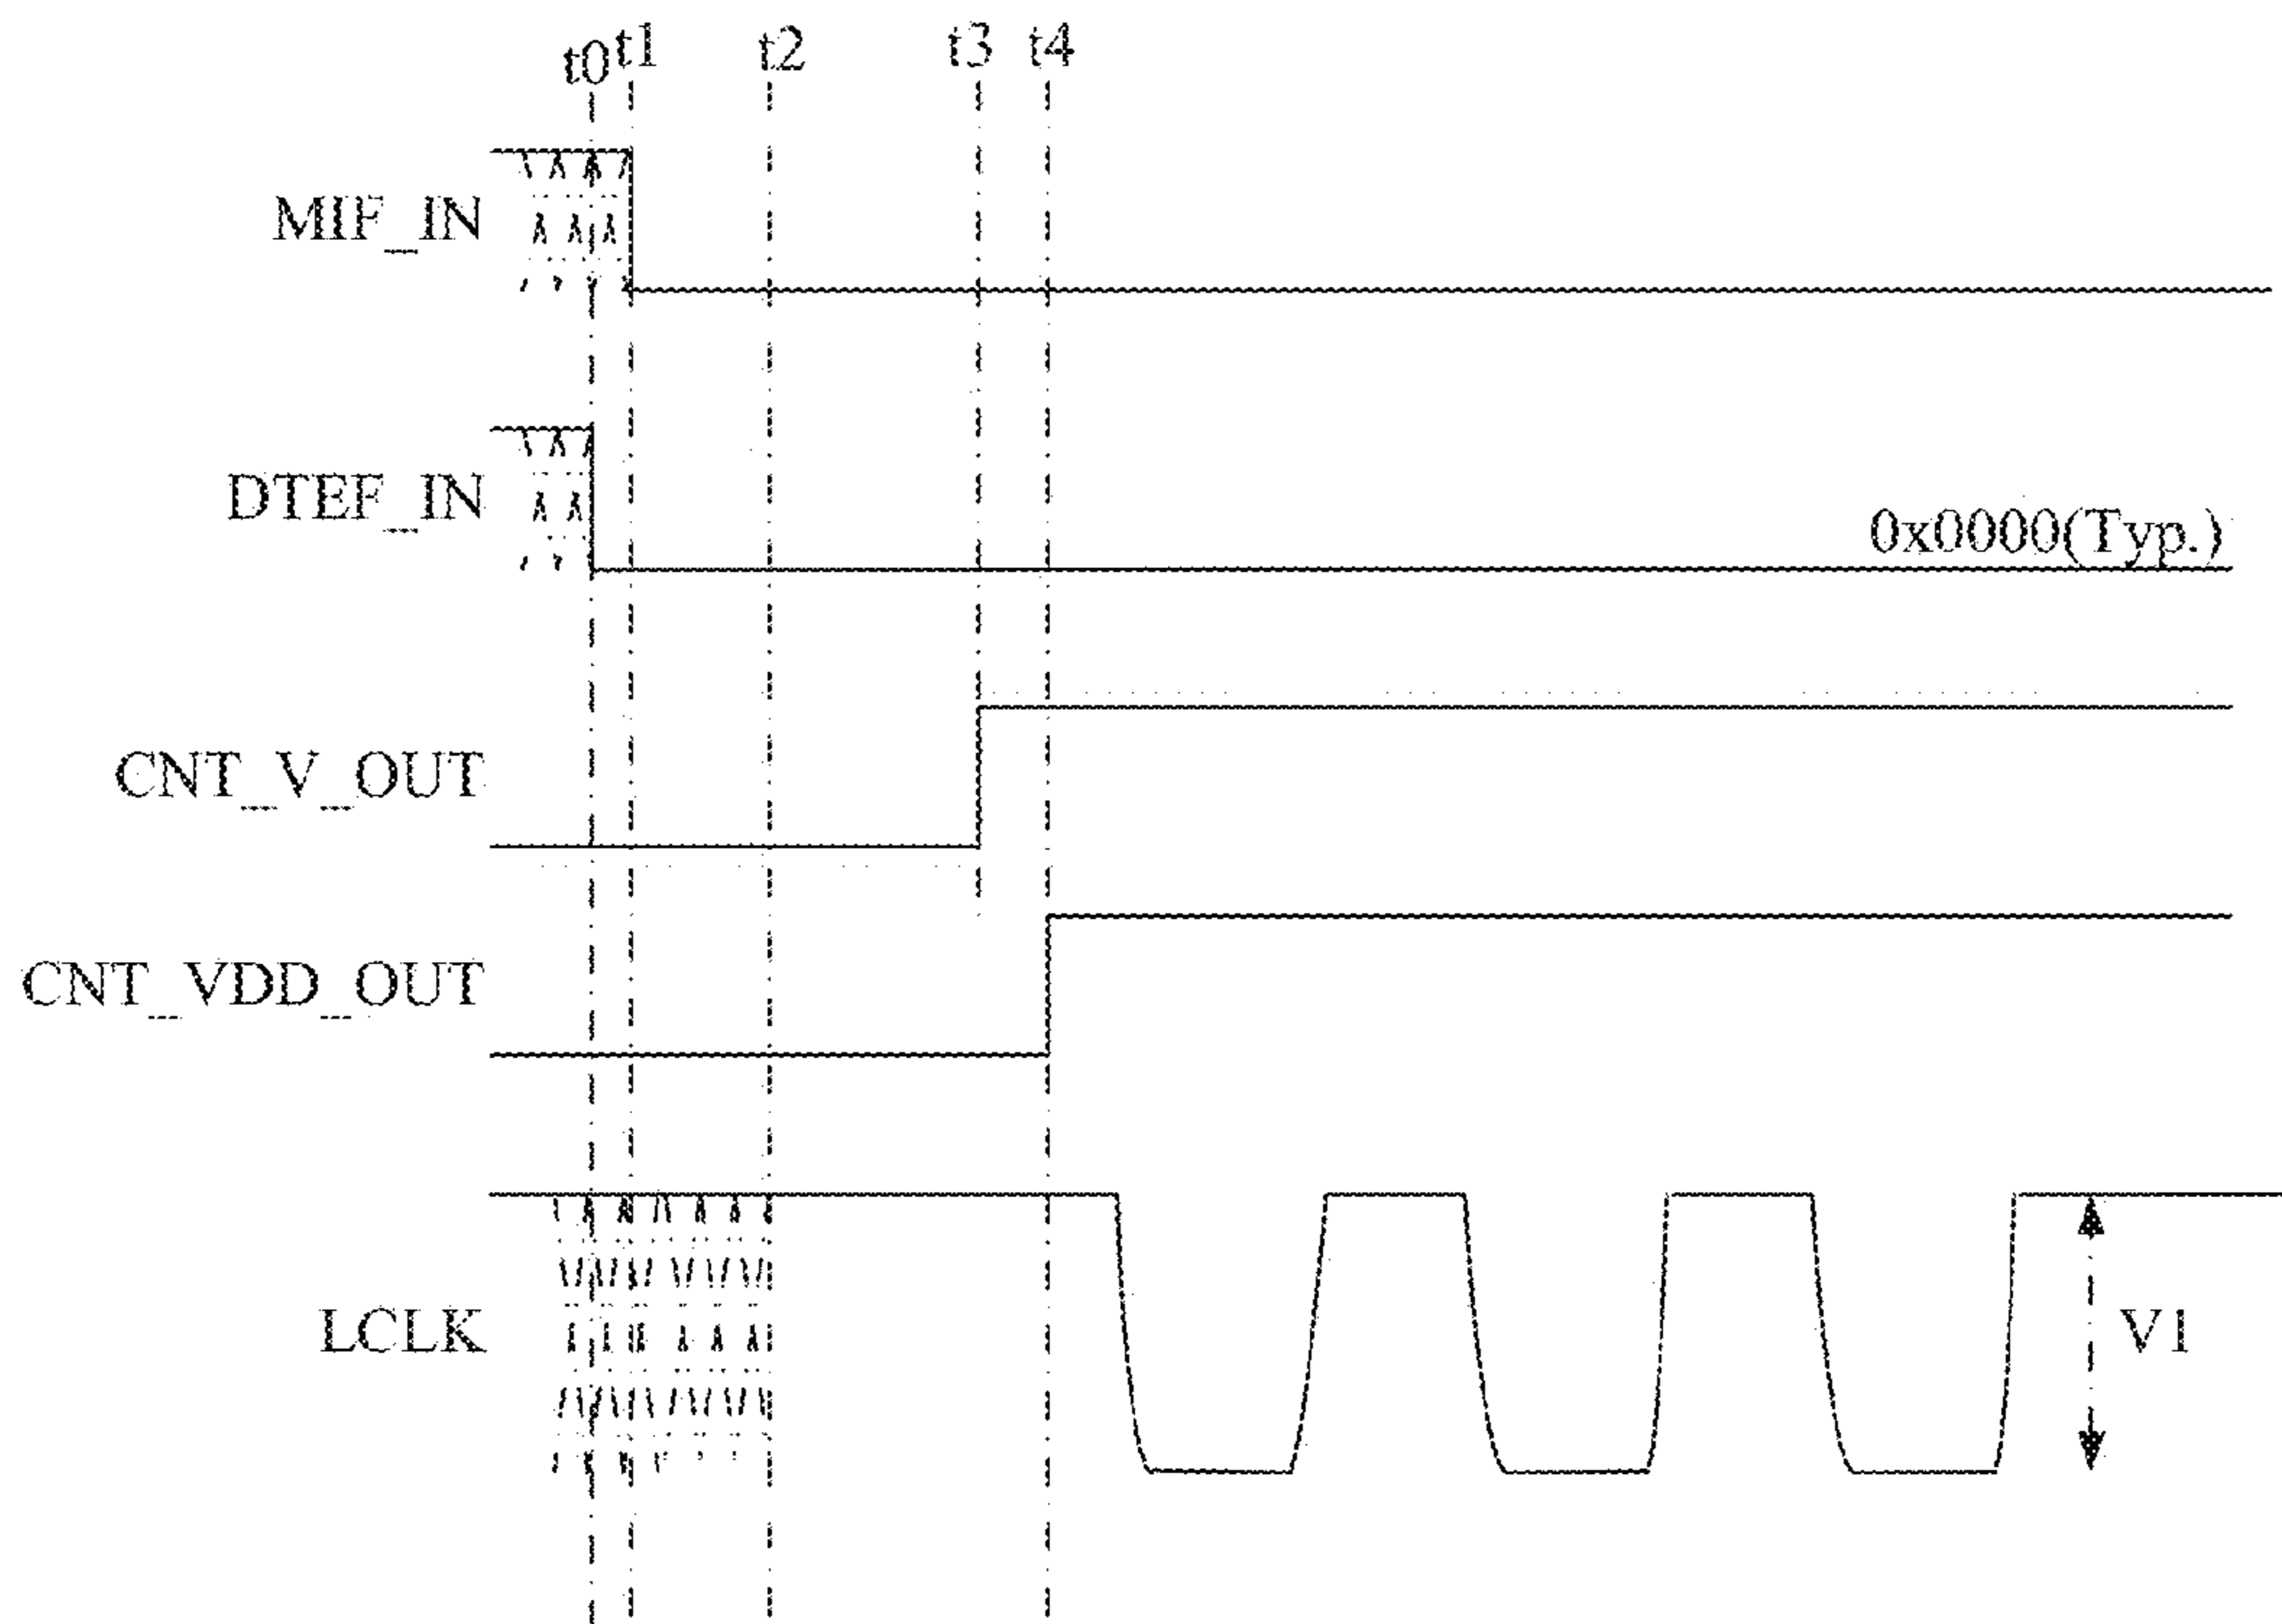 t0 t1 t2 t3 t4
MIF_IN
DTEF_IN
0x0000(Typ.)
CNT_V_OUT
CNT_VDD_OUT
LCLK
V1